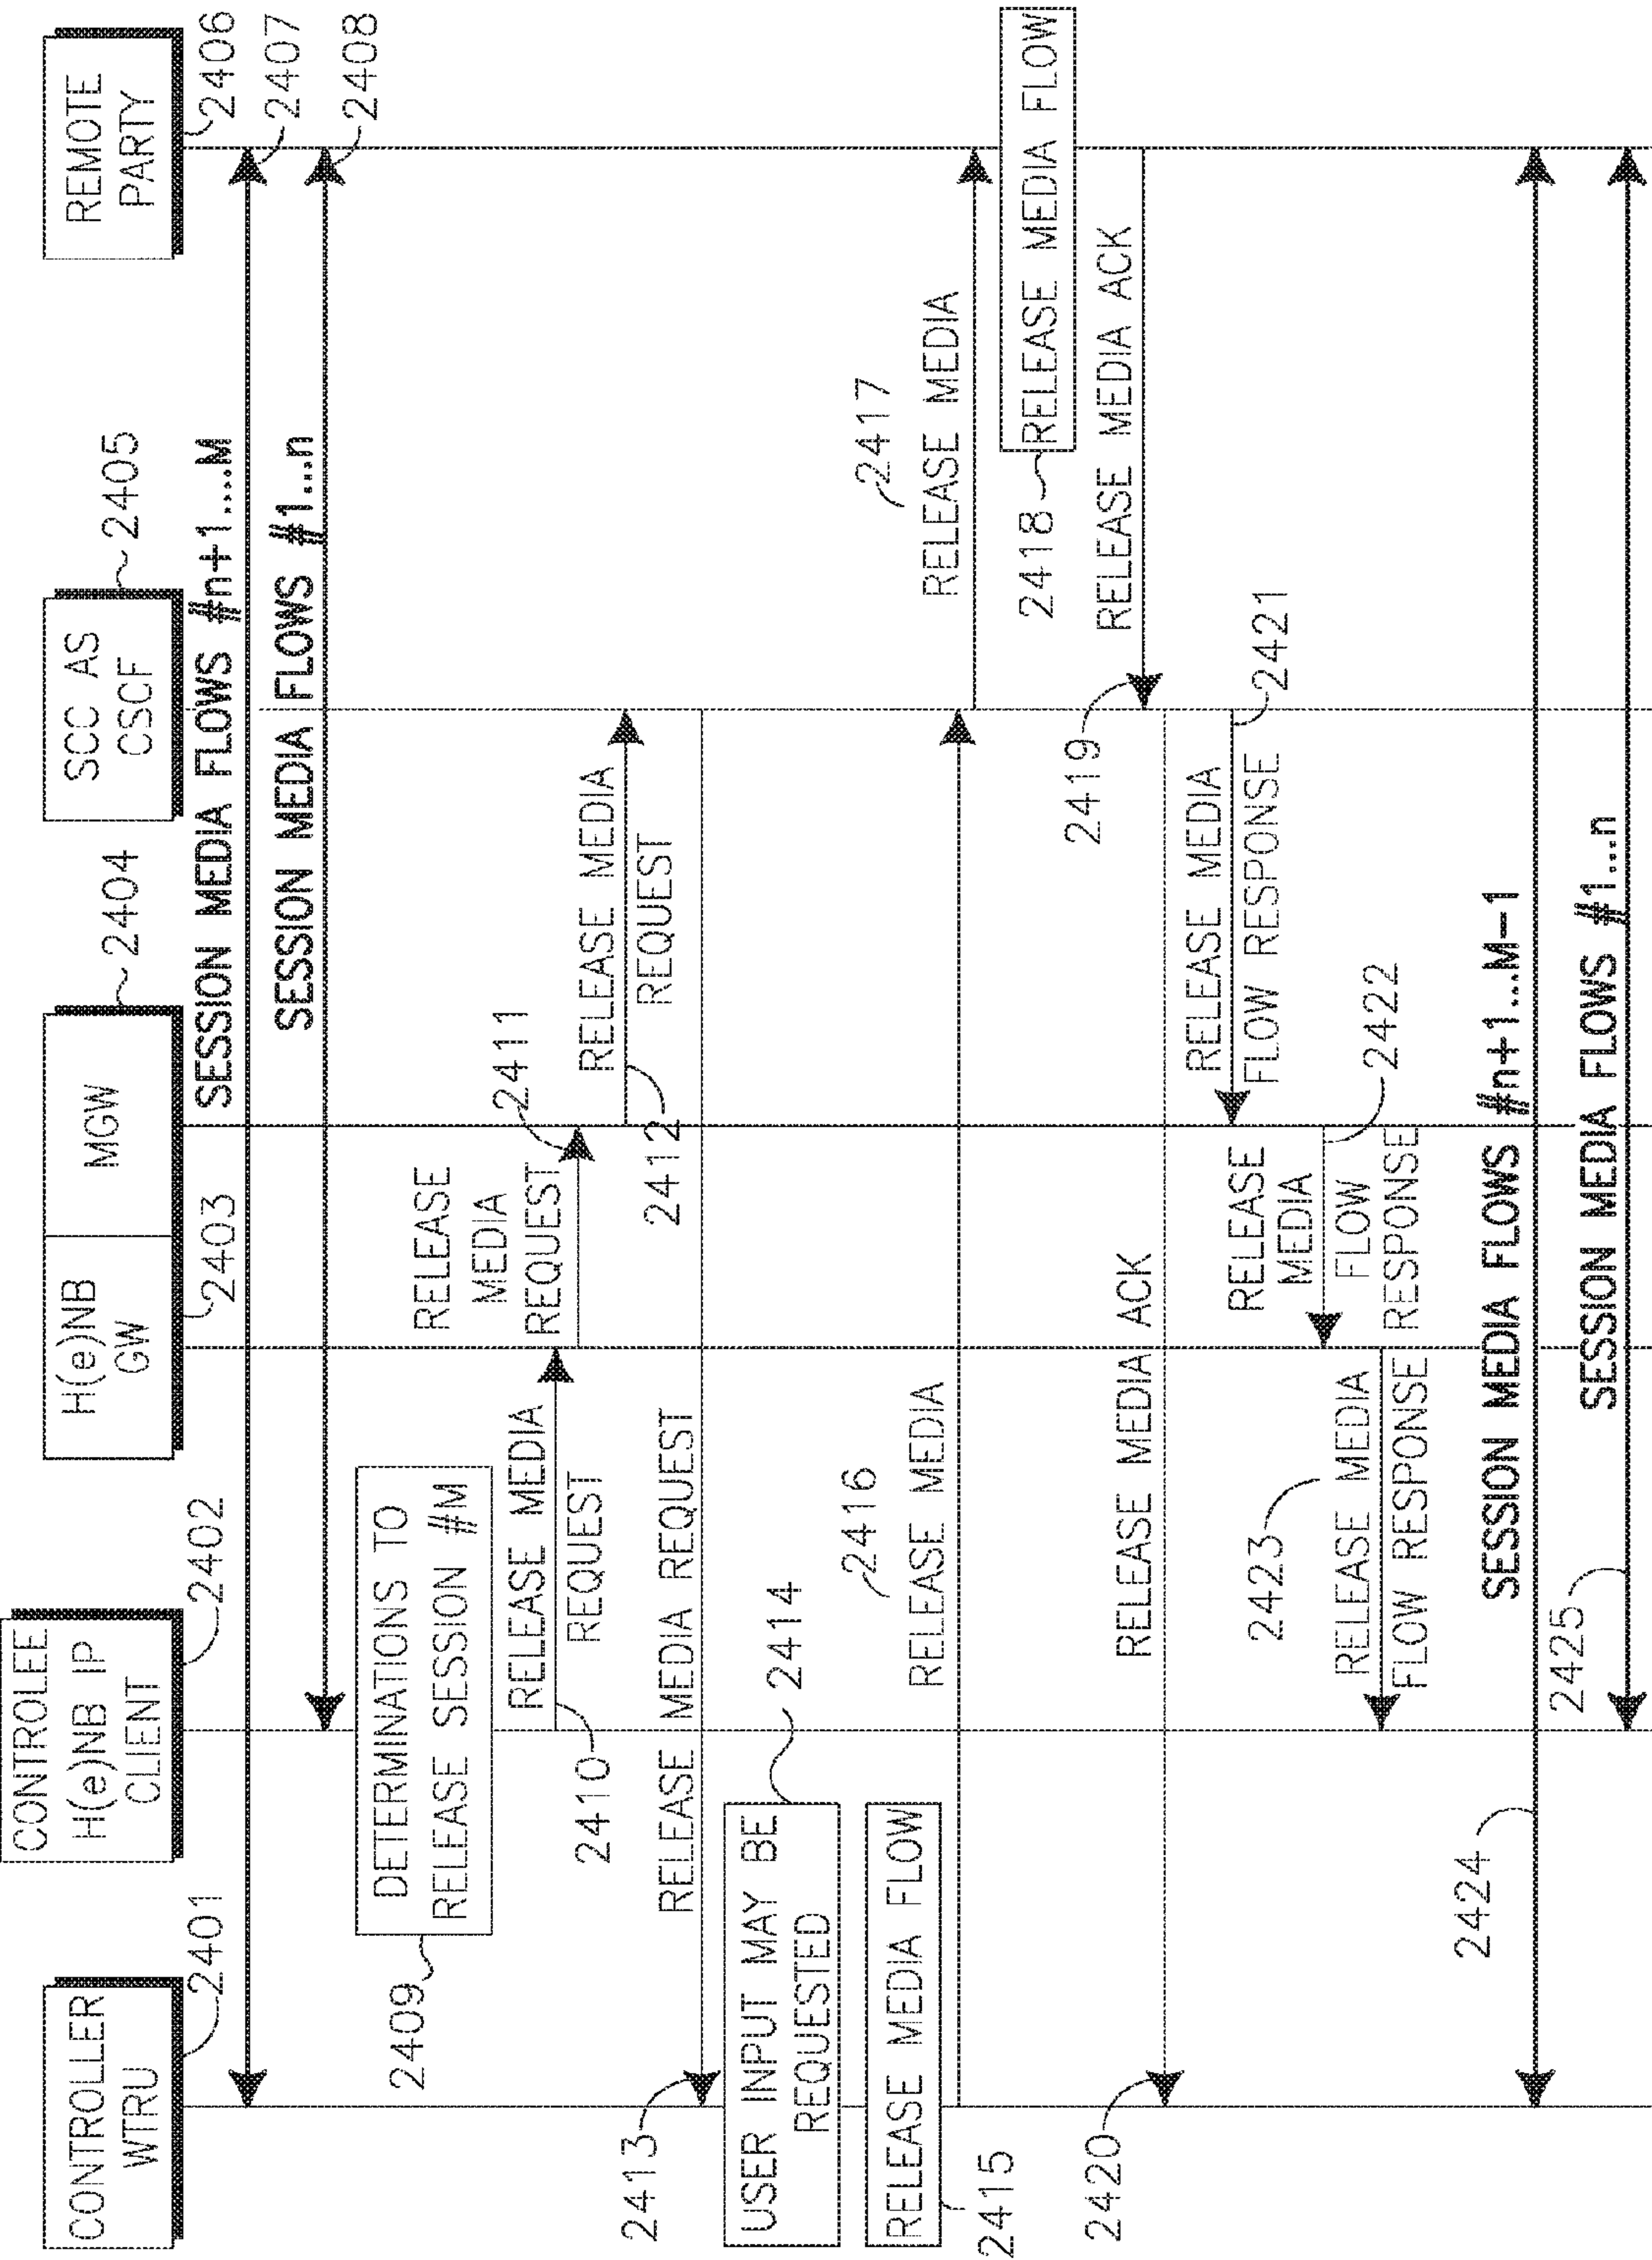 CONTROLLER
WTRU
2401
CONTROLEE
H(e)NB IP
CLIENT
2402
H(e)NB
GW
2403
MGW
2404
SCC AS
CSCF
2405
REMOTE
PARTY
2406
SESSION MEDIA FLOWS #n+1....M
2407
SESSION MEDIA FLOWS #1...n
2408
DETERMINATIONS TO
RELEASE SESSION #M
2409
RELEASE MEDIA
REQUEST
2410
RELEASE
MEDIA
REQUEST
2411
RELEASE MEDIA
REQUEST
2412
RELEASE MEDIA REQUEST
2413
USER INPUT MAY BE
REQUESTED
2414
RELEASE MEDIA FLOW
2415
2416
RELEASE MEDIA
2417
RELEASE MEDIA
2418
RELEASE MEDIA FLOW
RELEASE MEDIA ACK
2419
RELEASE MEDIA ACK
2420
RELEASE MEDIA
FLOW RESPONSE
2421
RELEASE
MEDIA
FLOW
RESPONSE
2422
2423
RELEASE MEDIA
FLOW RESPONSE
SESSION MEDIA FLOWS #n+1...M-1
2424
SESSION MEDIA FLOWS #1...n
2425